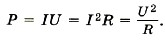 P = IU = I²R = U²/R.